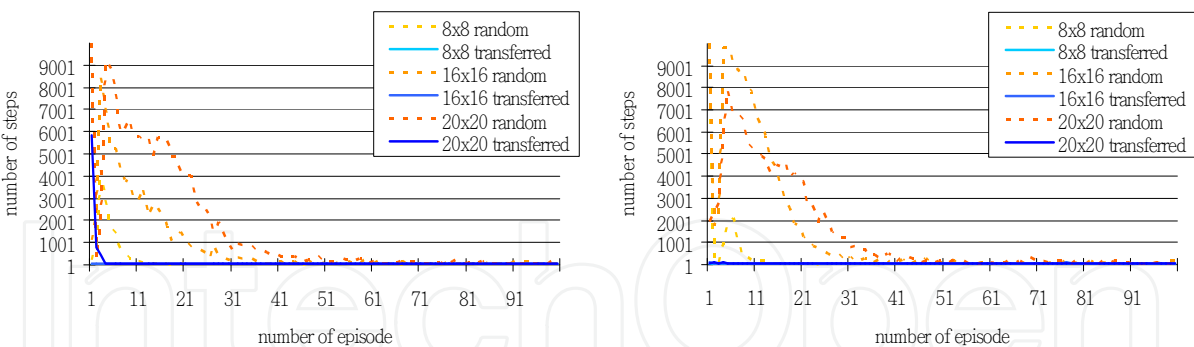 number of steps
9001
8001
7001
6001
5001
4001
3001
2001
1001
1
1 11 21 31 41 51 61 71 81 91
number of episode
8x8 random
8x8 transferred
16x16 random
16x16 transferred
20x20 random
20x20 transferred
number of steps
9001
8001
7001
6001
5001
4001
3001
2001
1001
1
1 11 21 31 41 51 61 71 81 91
number of episode
8x8 random
8x8 transferred
16x16 random
16x16 transferred
20x20 random
20x20 transferred
IntechOpen